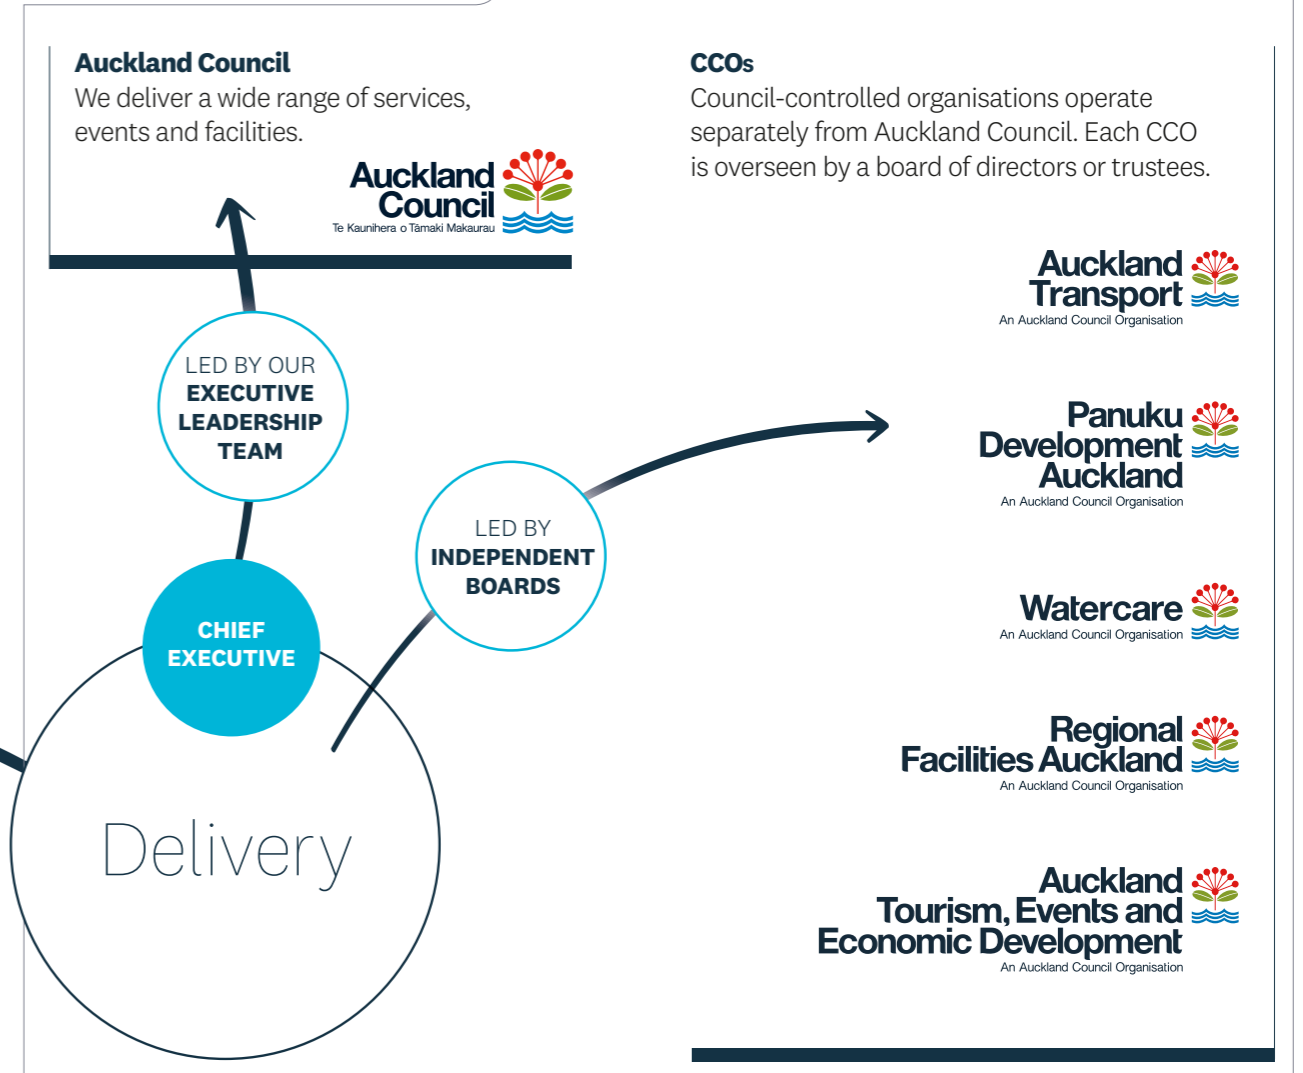 Auckland Council
We deliver a wide range of services,
events and facilities.
Auckland
Council
Te Kaunihera o Tāmaki Makaurau
LED BY OUR
EXECUTIVE
LEADERSHIP
TEAM
CHIEF
EXECUTIVE
LED BY
INDEPENDENT
BOARDS
Delivery
CCOs
Council-controlled organisations operate
separately from Auckland Council. Each CCO
is overseen by a board of directors or trustees.
Auckland
Transport
An Auckland Council Organisation
Panuku
Development
Auckland
An Auckland Council Organisation
Watercare
An Auckland Council Organisation
Regional
Facilities Auckland
An Auckland Council Organisation
Auckland
Tourism, Events and
Economic Development
An Auckland Council Organisation